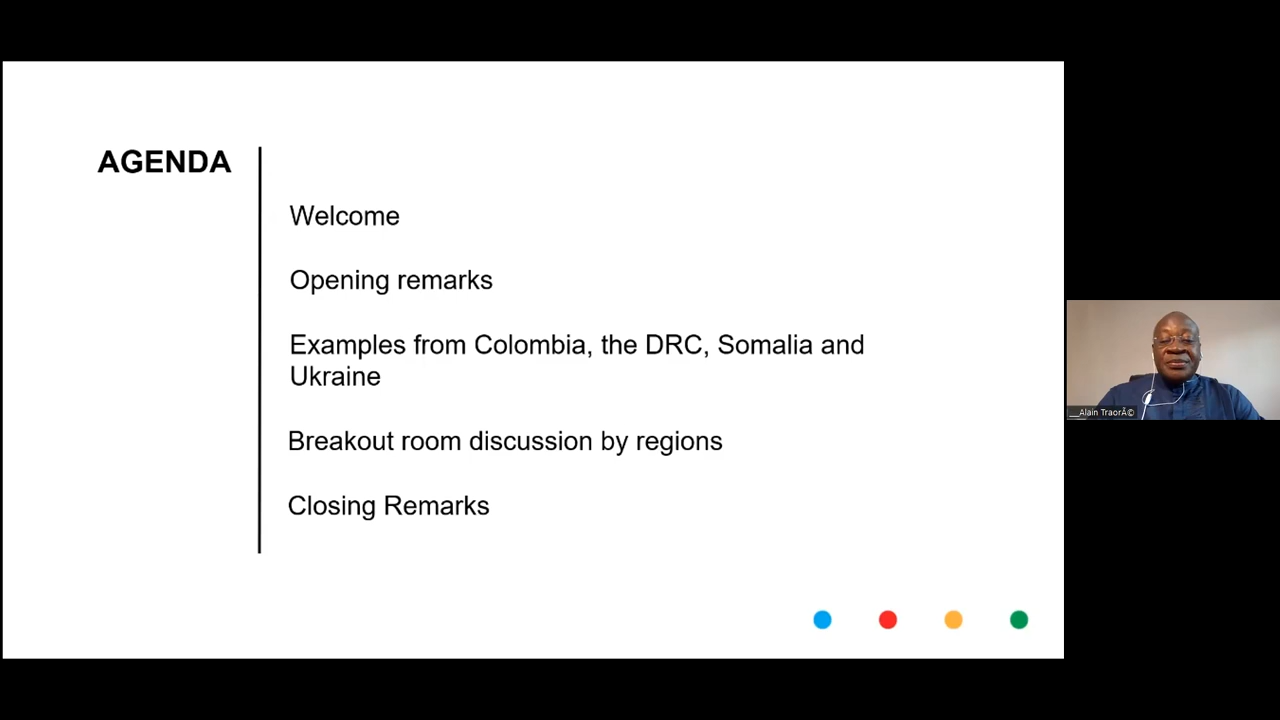 AGENDA
Welcome
Opening remarks
Examples from Colombia, the DRC, Somalia and
Ukraine
Breakout room discussion by regions
Closing Remarks
__Alain TraorÃ©